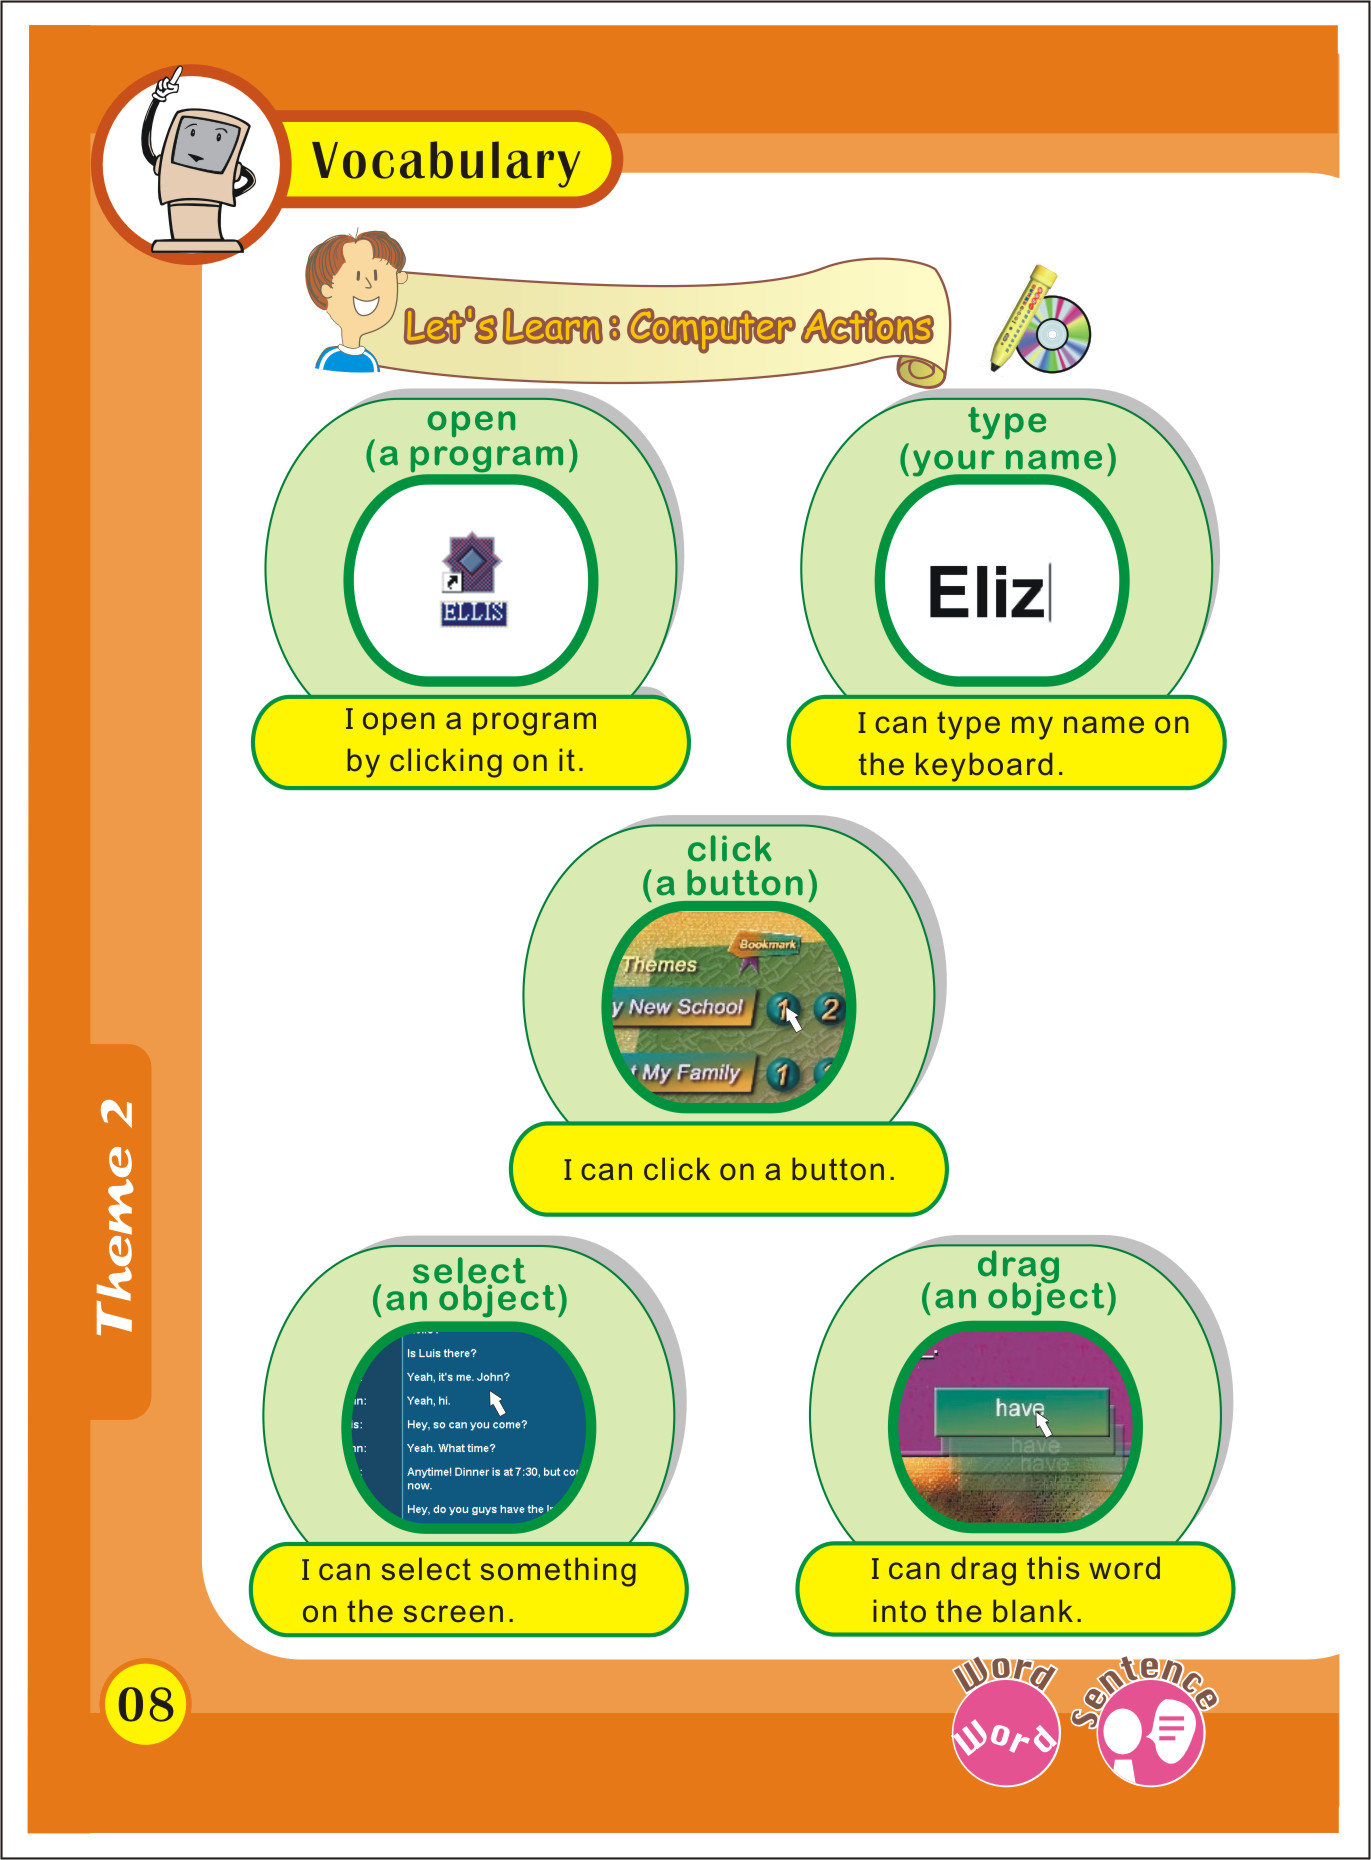 Vocabulary
Let's Learn : Computer Actions
open
(a program)
ELLIS
I open a program
by clicking on it.
type
(your name)
Eliz
I can type my name on
the keyboard.
click
(a button)
Bookmark
Themes
y New School 1 2
t My Family 1
I can click on a button.
select
(an object)
Is Luis there?
Yeah, it's me. John?
in: Yeah, hi.
is: Hey, so can you come?
nn: Yeah. What time?
Anytime! Dinner is at 7:30, but
now.
Hey, do you guys have the
I can select something
on the screen.
drag
(an object)
have
have
have
I can drag this word
into the blank.
Theme 2
08
Word
Word
Sentence